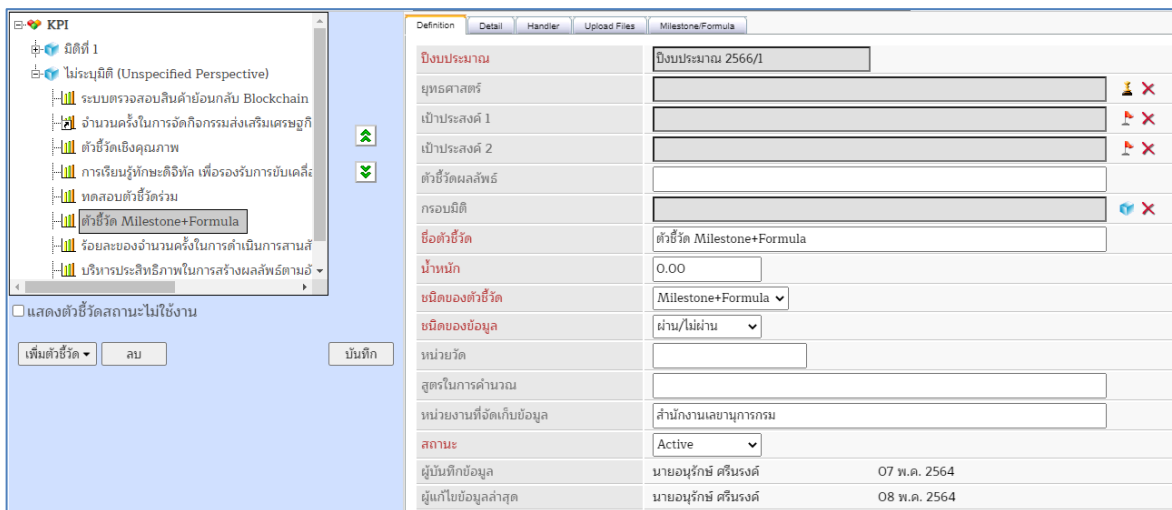 KPI
มิติที่ 1
ไม่ระบุมิติ (Unspecified Perspective)
ระบบตรวจสอบสินค้าย้อนกลับ Blockchain
จำนวนครั้งในการจัดกิจกรรมส่งเสริมเศรษฐกิ
ตัวชี้วัดเชิงคุณภาพ
การเรียนรู้ทักษะดิจิทัล เพื่อรองรับการขับเคลื่อ
ทดสอบตัวชี้วัดร่วม
ตัวชี้วัด Milestone+Formula
ร้อยละของจำนวนครั้งในการดำเนินการสานสั
บริหารประสิทธิภาพในการสร้างผลลัพธ์ตามอั
แสดงตัวชี้วัดสถานะไม่ใช้งาน
เพิ่มตัวชี้วัด ลบ บันทึก
Definition Detail Handler Upload Files Milestone/Formula
ปีงบประมาณ ปีงบประมาณ 2566/1
ยุทธศาสตร์
เป้าประสงค์ 1
เป้าประสงค์ 2
ตัวชี้วัดผลลัพธ์
กรอบมิติ
ชื่อตัวชี้วัด ตัวชี้วัด Milestone+Formula
น้ำหนัก 0.00
ชนิดของตัวชี้วัด Milestone+Formula
ชนิดของข้อมูล ผ่าน/ไม่ผ่าน
หน่วยวัด
สูตรในการคำนวณ
หน่วยงานที่จัดเก็บข้อมูล สำนักงานเลขานุการกรม
สถานะ Active
ผู้บันทึกข้อมูล นายอนุรักษ์ ศรีนรงค์ 07 พ.ค. 2564
ผู้แก้ไขข้อมูลล่าสุด นายอนุรักษ์ ศรีนรงค์ 08 พ.ค. 2564